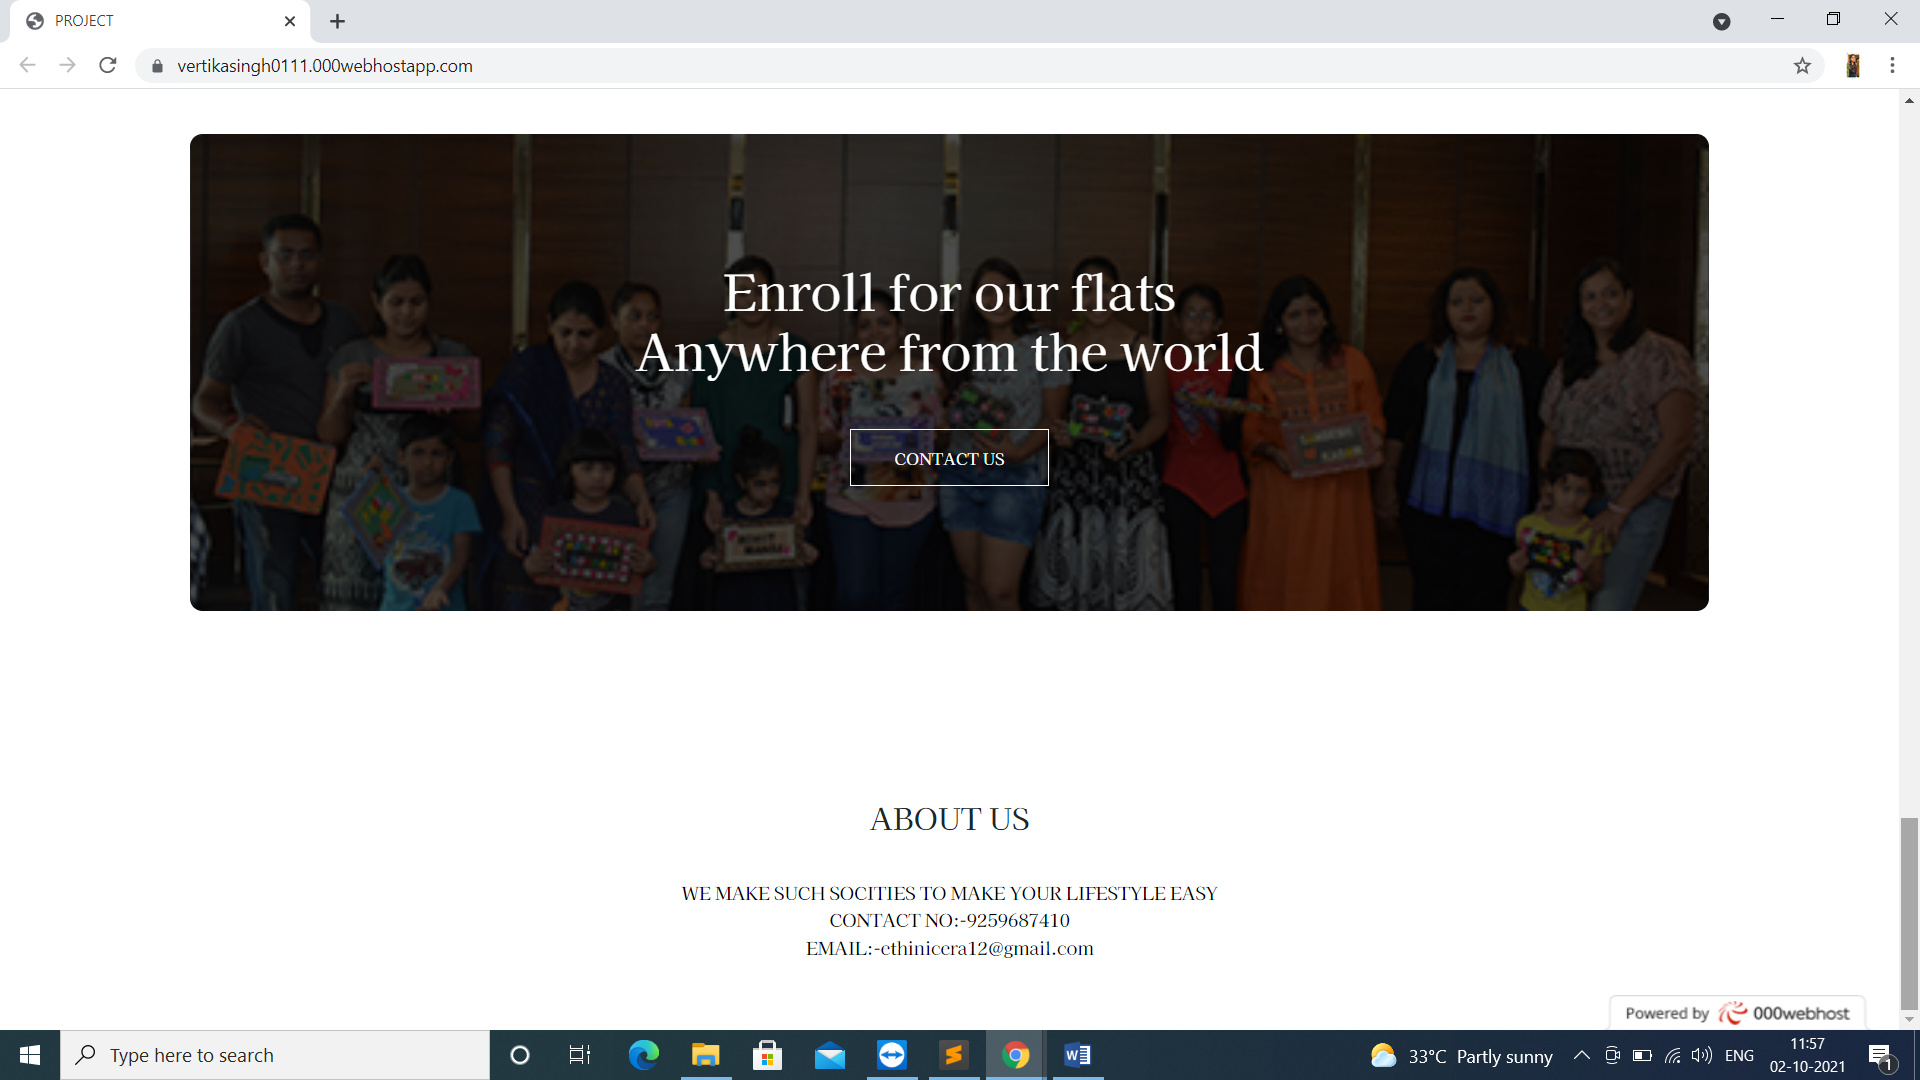 PROJECT
vertikasingh0111.000webhostapp.com
Enroll for our flats
Anywhere from the world
CONTACT US
ABOUT US
WE MAKE SUCH SOCITIES TO MAKE YOUR LIFESTYLE EASY
CONTACT NO:-9259687410
EMAIL:-ethinicera12@gmail.com
Powered by 000webhost
Type here to search
33°C Partly sunny
ENG
11:57
02-10-2021
1